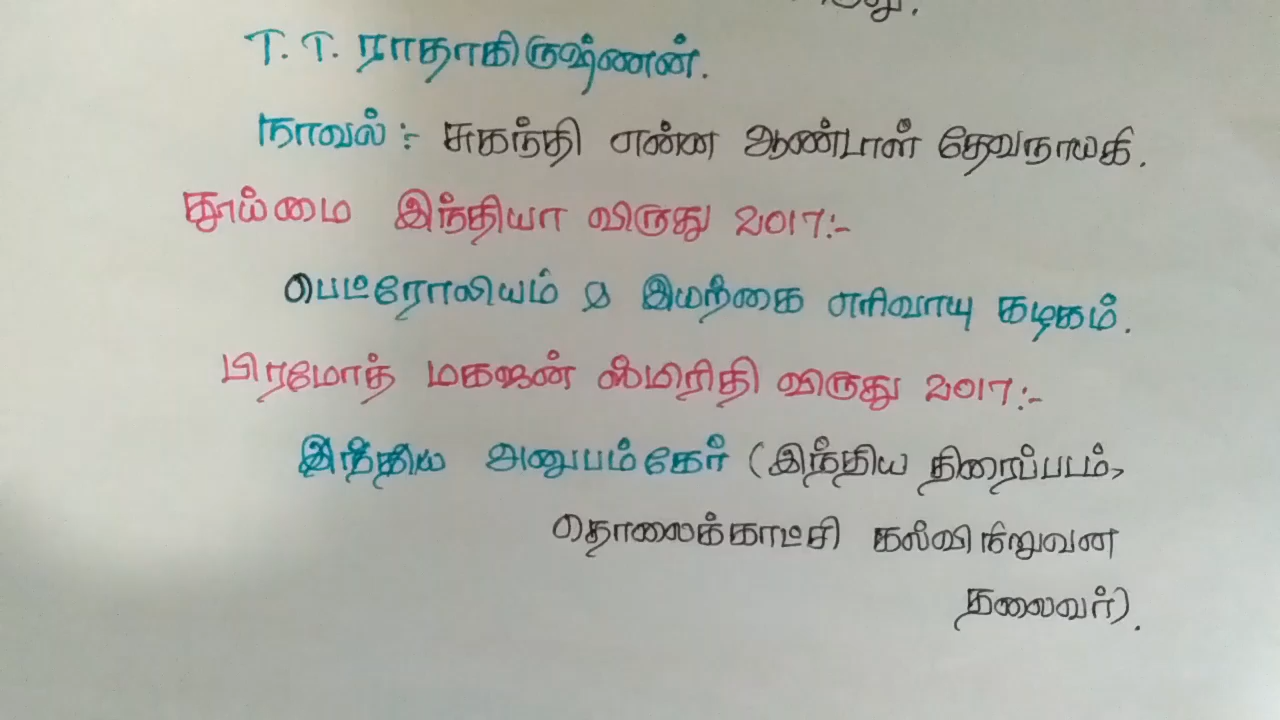 T. T. ராதாகிருஷ்ணன்.
நாவல் :- சுகந்தி என்ன ஆண்டாள் தேவநாயகி.
தூய்மை இந்தியா விருது 2017:-
பெட்ரோலியம் & இயற்கை எரிவாயு கழகம்.
பிரமோத் மகஜன் ஸ்மிரிதி விருது 2017:-
இந்திய அனுபம்கேர் (இந்திய திரைப்படம்,
தொலைக்காட்சி கல்விநிறுவன
தலைவர்).